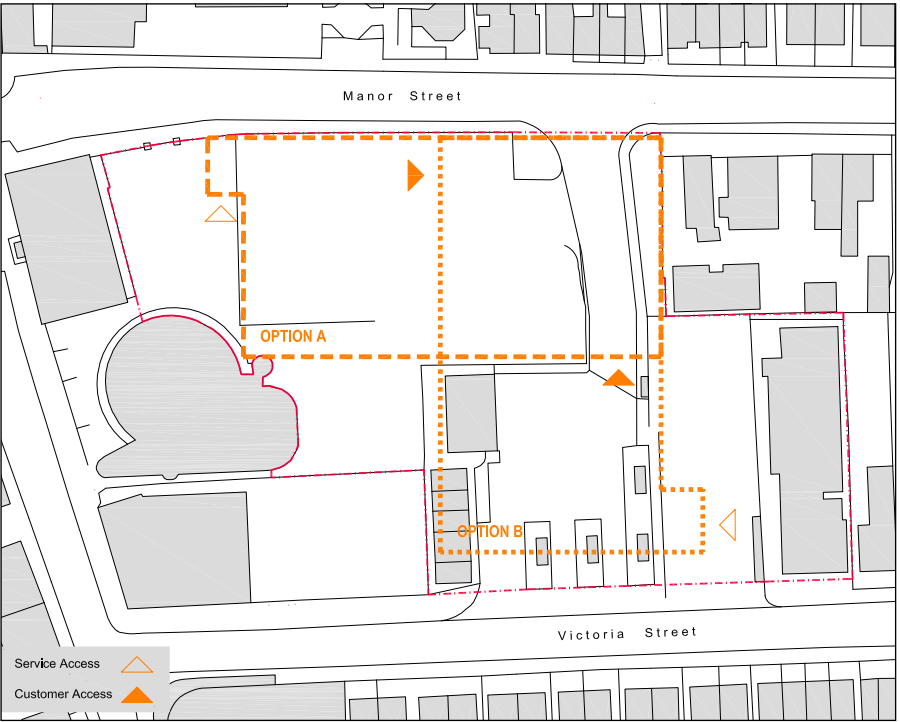 Manor Street
OPTION A
OPTION B
Victoria Street
Service Access
Customer Access